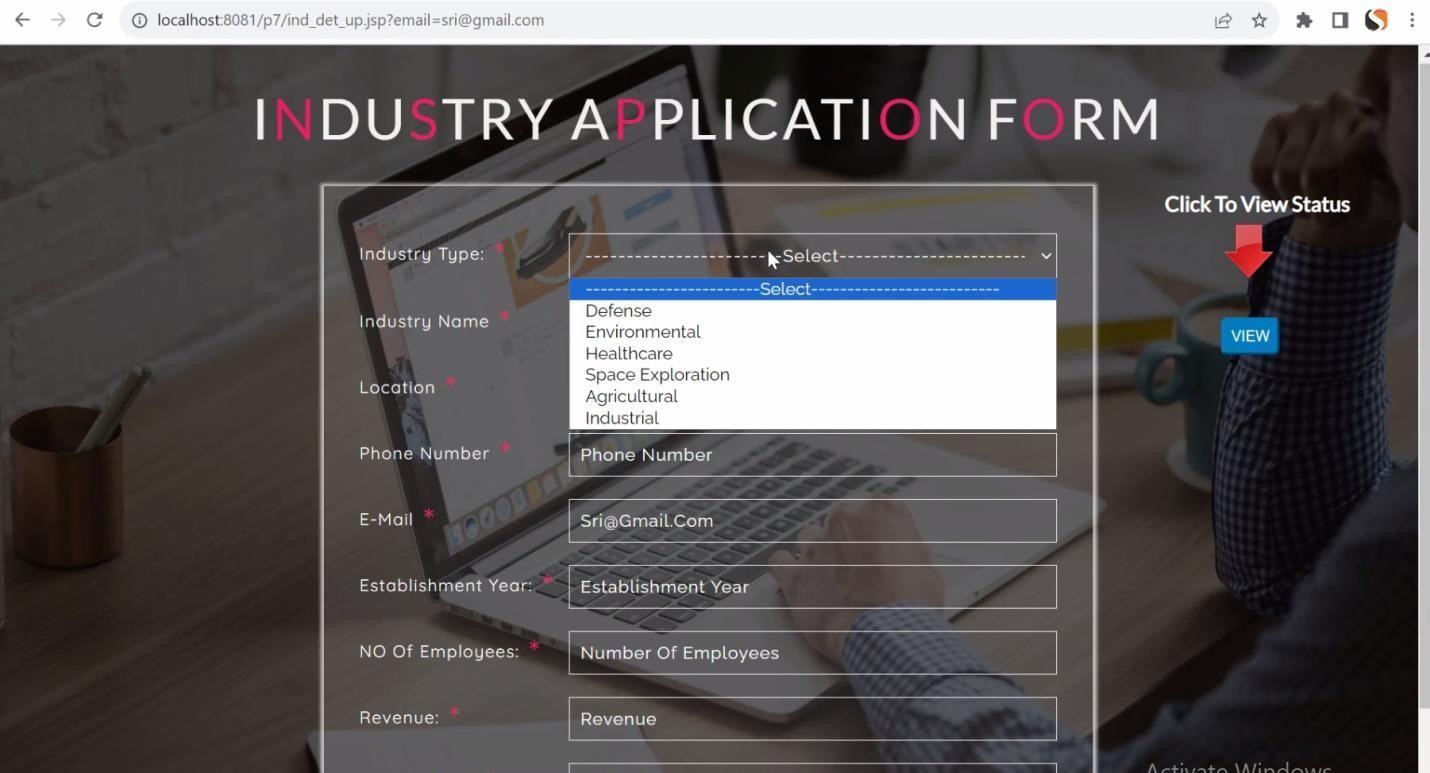 localhost:8081/p7/ind_det_up.jsp?email=sri@gmail.com
INDUSTRY APPLICATION FORM
Click To View Status
Industry Type: *
------------------------Select------------------------
------------------------Select--------------------------
Defense
Environmental
Healthcare
Space Exploration
Agricultural
Industrial
VIEW
Industry Name *
Location *
Phone Number *
Phone Number
E-Mail *
Sri@Gmail.Com
Establishment Year: *
Establishment Year
NO Of Employees: *
Number Of Employees
Revenue: *
Revenue
Activate Windows